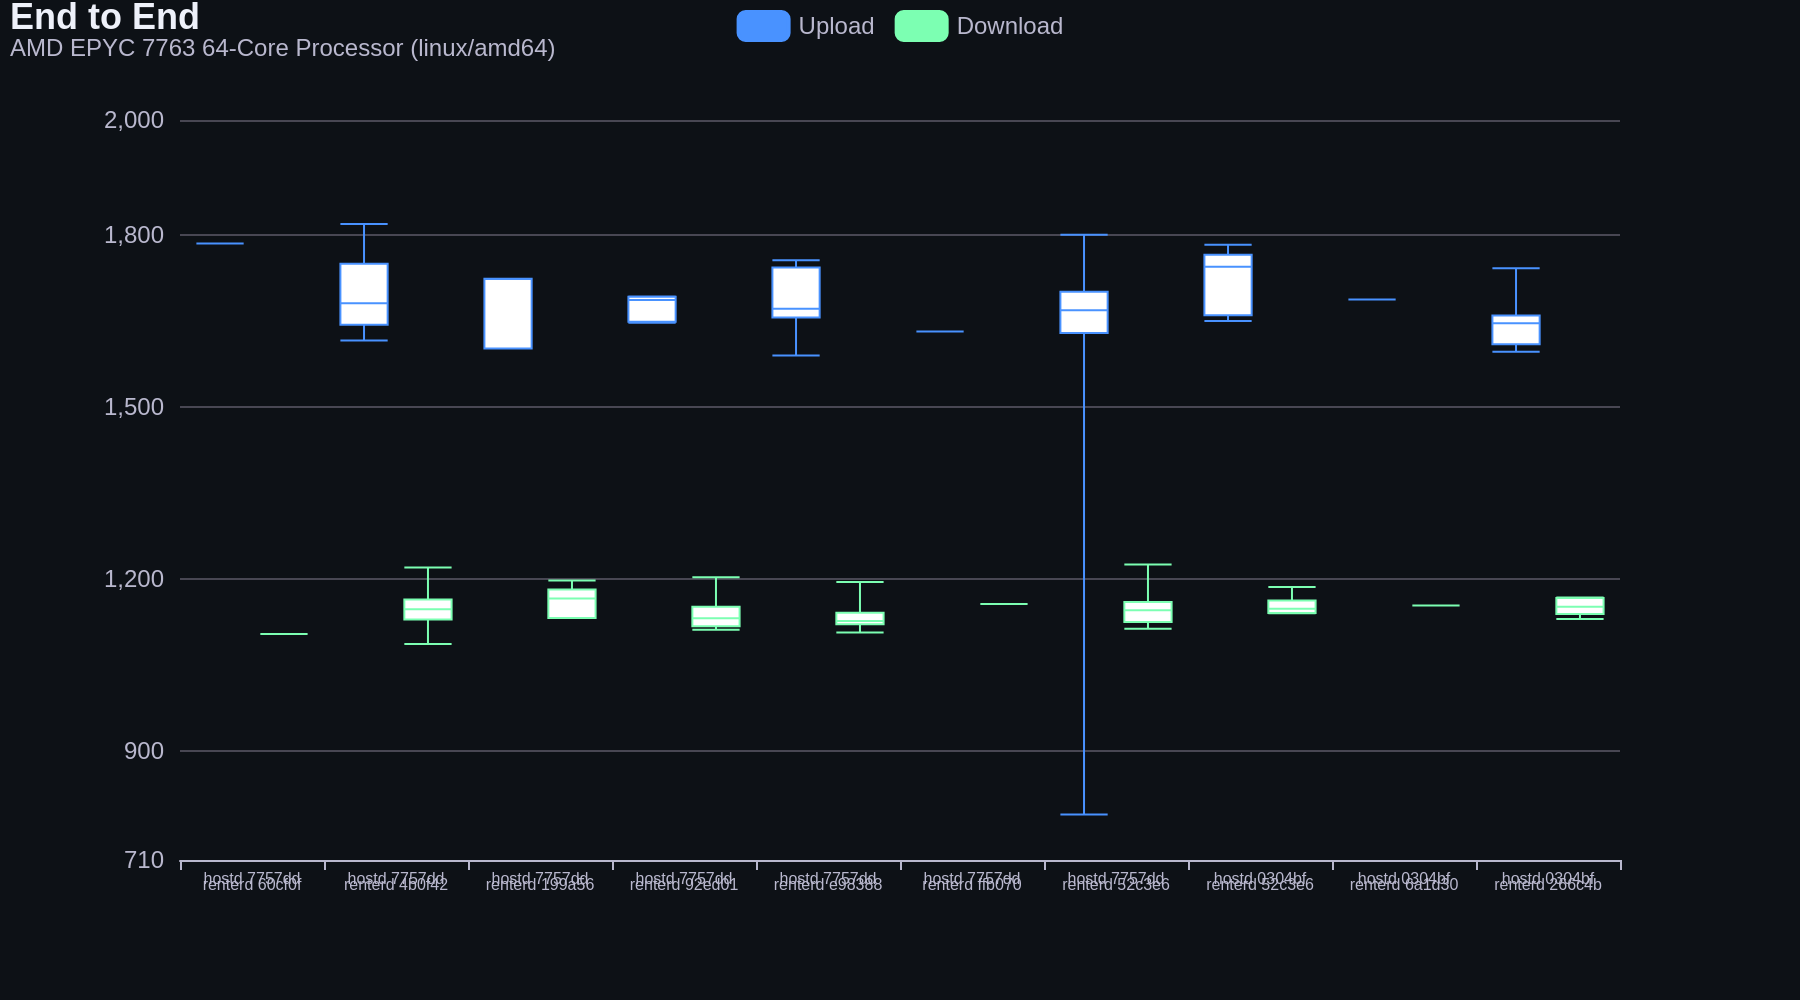 End to End
AMD EPYC 7763 64-Core Processor (linux/amd64)
Upload
Download
2,000
1,800
1,500
1,200
900
710
hostd 7757dd
renterd 60cf0f
hostd 7757dd
renterd 4b0f42
hostd 7757dd
renterd 199a56
hostd 7757dd
renterd 92ed01
hostd 7757dd
renterd
hostd 7757dd
renterd
hostd 7757dd
renterd 52c3e6
hostd 0304bf
renterd 52c3e6
hostd 0304bf
renterd 6a1d30
hostd 0304bf
renterd 266c4b